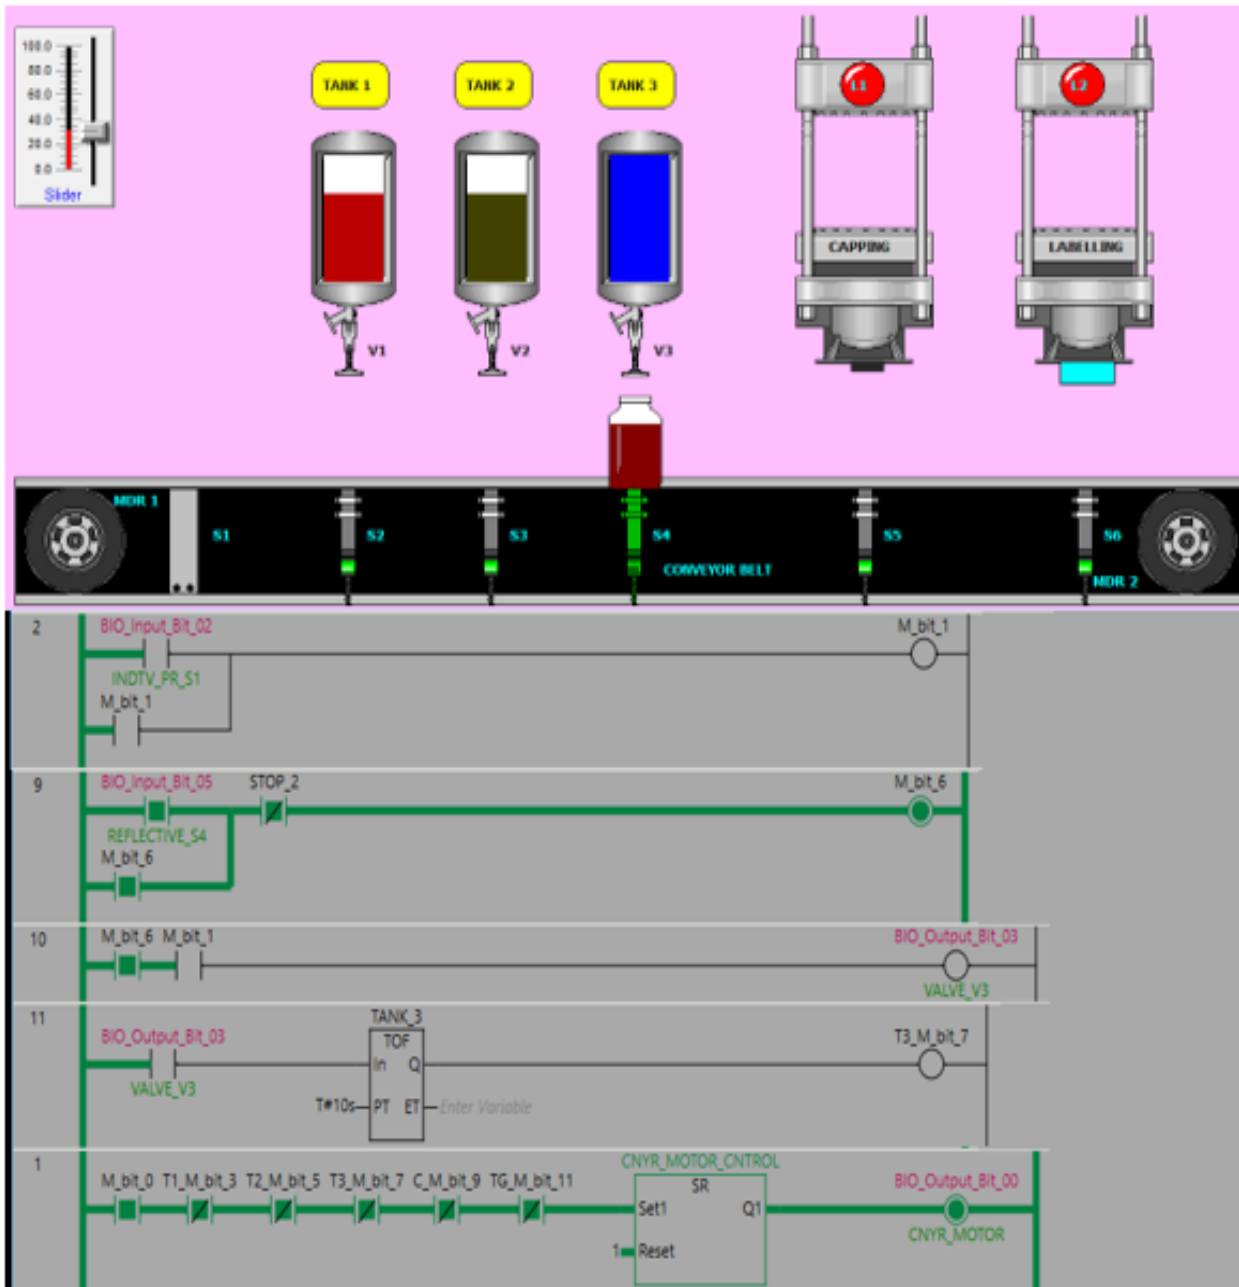 100.0
80.0
60.0
40.0
20.0
0.0
Slider
TANK 1
TANK 2
TANK 3
L1
L2
CAPPING
LABELLING
V1
V2
V3
MDR 1
S1
S2
S3
S4
S5
S6
CONVEYOR BELT
MDR 2
2
BIO_Input_Bit_02
M_bit_1
INDTV_PR_S1
M_bit_1
9
BIO_Input_Bit_05
STOP_2
M_bit_6
REFLECTIVE_S4
M_bit_6
10
M_bit_6 M_bit_1
BIO_Output_Bit_03
VALVE_V3
11
TANK_3
BIO_Output_Bit_03
TOF
T3_M_bit_7
In Q
VALVE_V3
T#10s PT ET Enter Variable
1
CNYR_MOTOR_CNTROL
M_bit_0 T1_M_bit_3 T2_M_bit_5 T3_M_bit_7 C_M_bit_9 TG_M_bit_11
SR
BIO_Output_Bit_00
Set1 Q1
CNYR_MOTOR
1 Reset